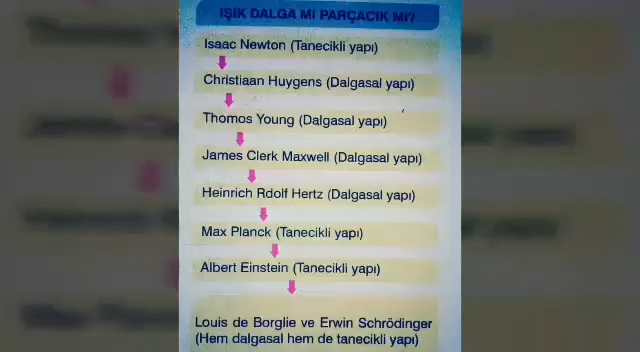 IŞIK DALGA MI PARÇACIK MI?
Isaac Newton (Tanecikli yapı)
Christiaan Huygens (Dalgasal yapı)
Thomos Young (Dalgasal yapı)
James Clerk Maxwell (Dalgasal yapı)
Heinrich Rdolf Hertz (Dalgasal yapı)
Max Planck (Tanecikli yapı)
Albert Einstein (Tanecikli yapı)
Louis de Borglie ve Erwin Schrödinger
(Hem dalgasal hem de tanecikli yapı)